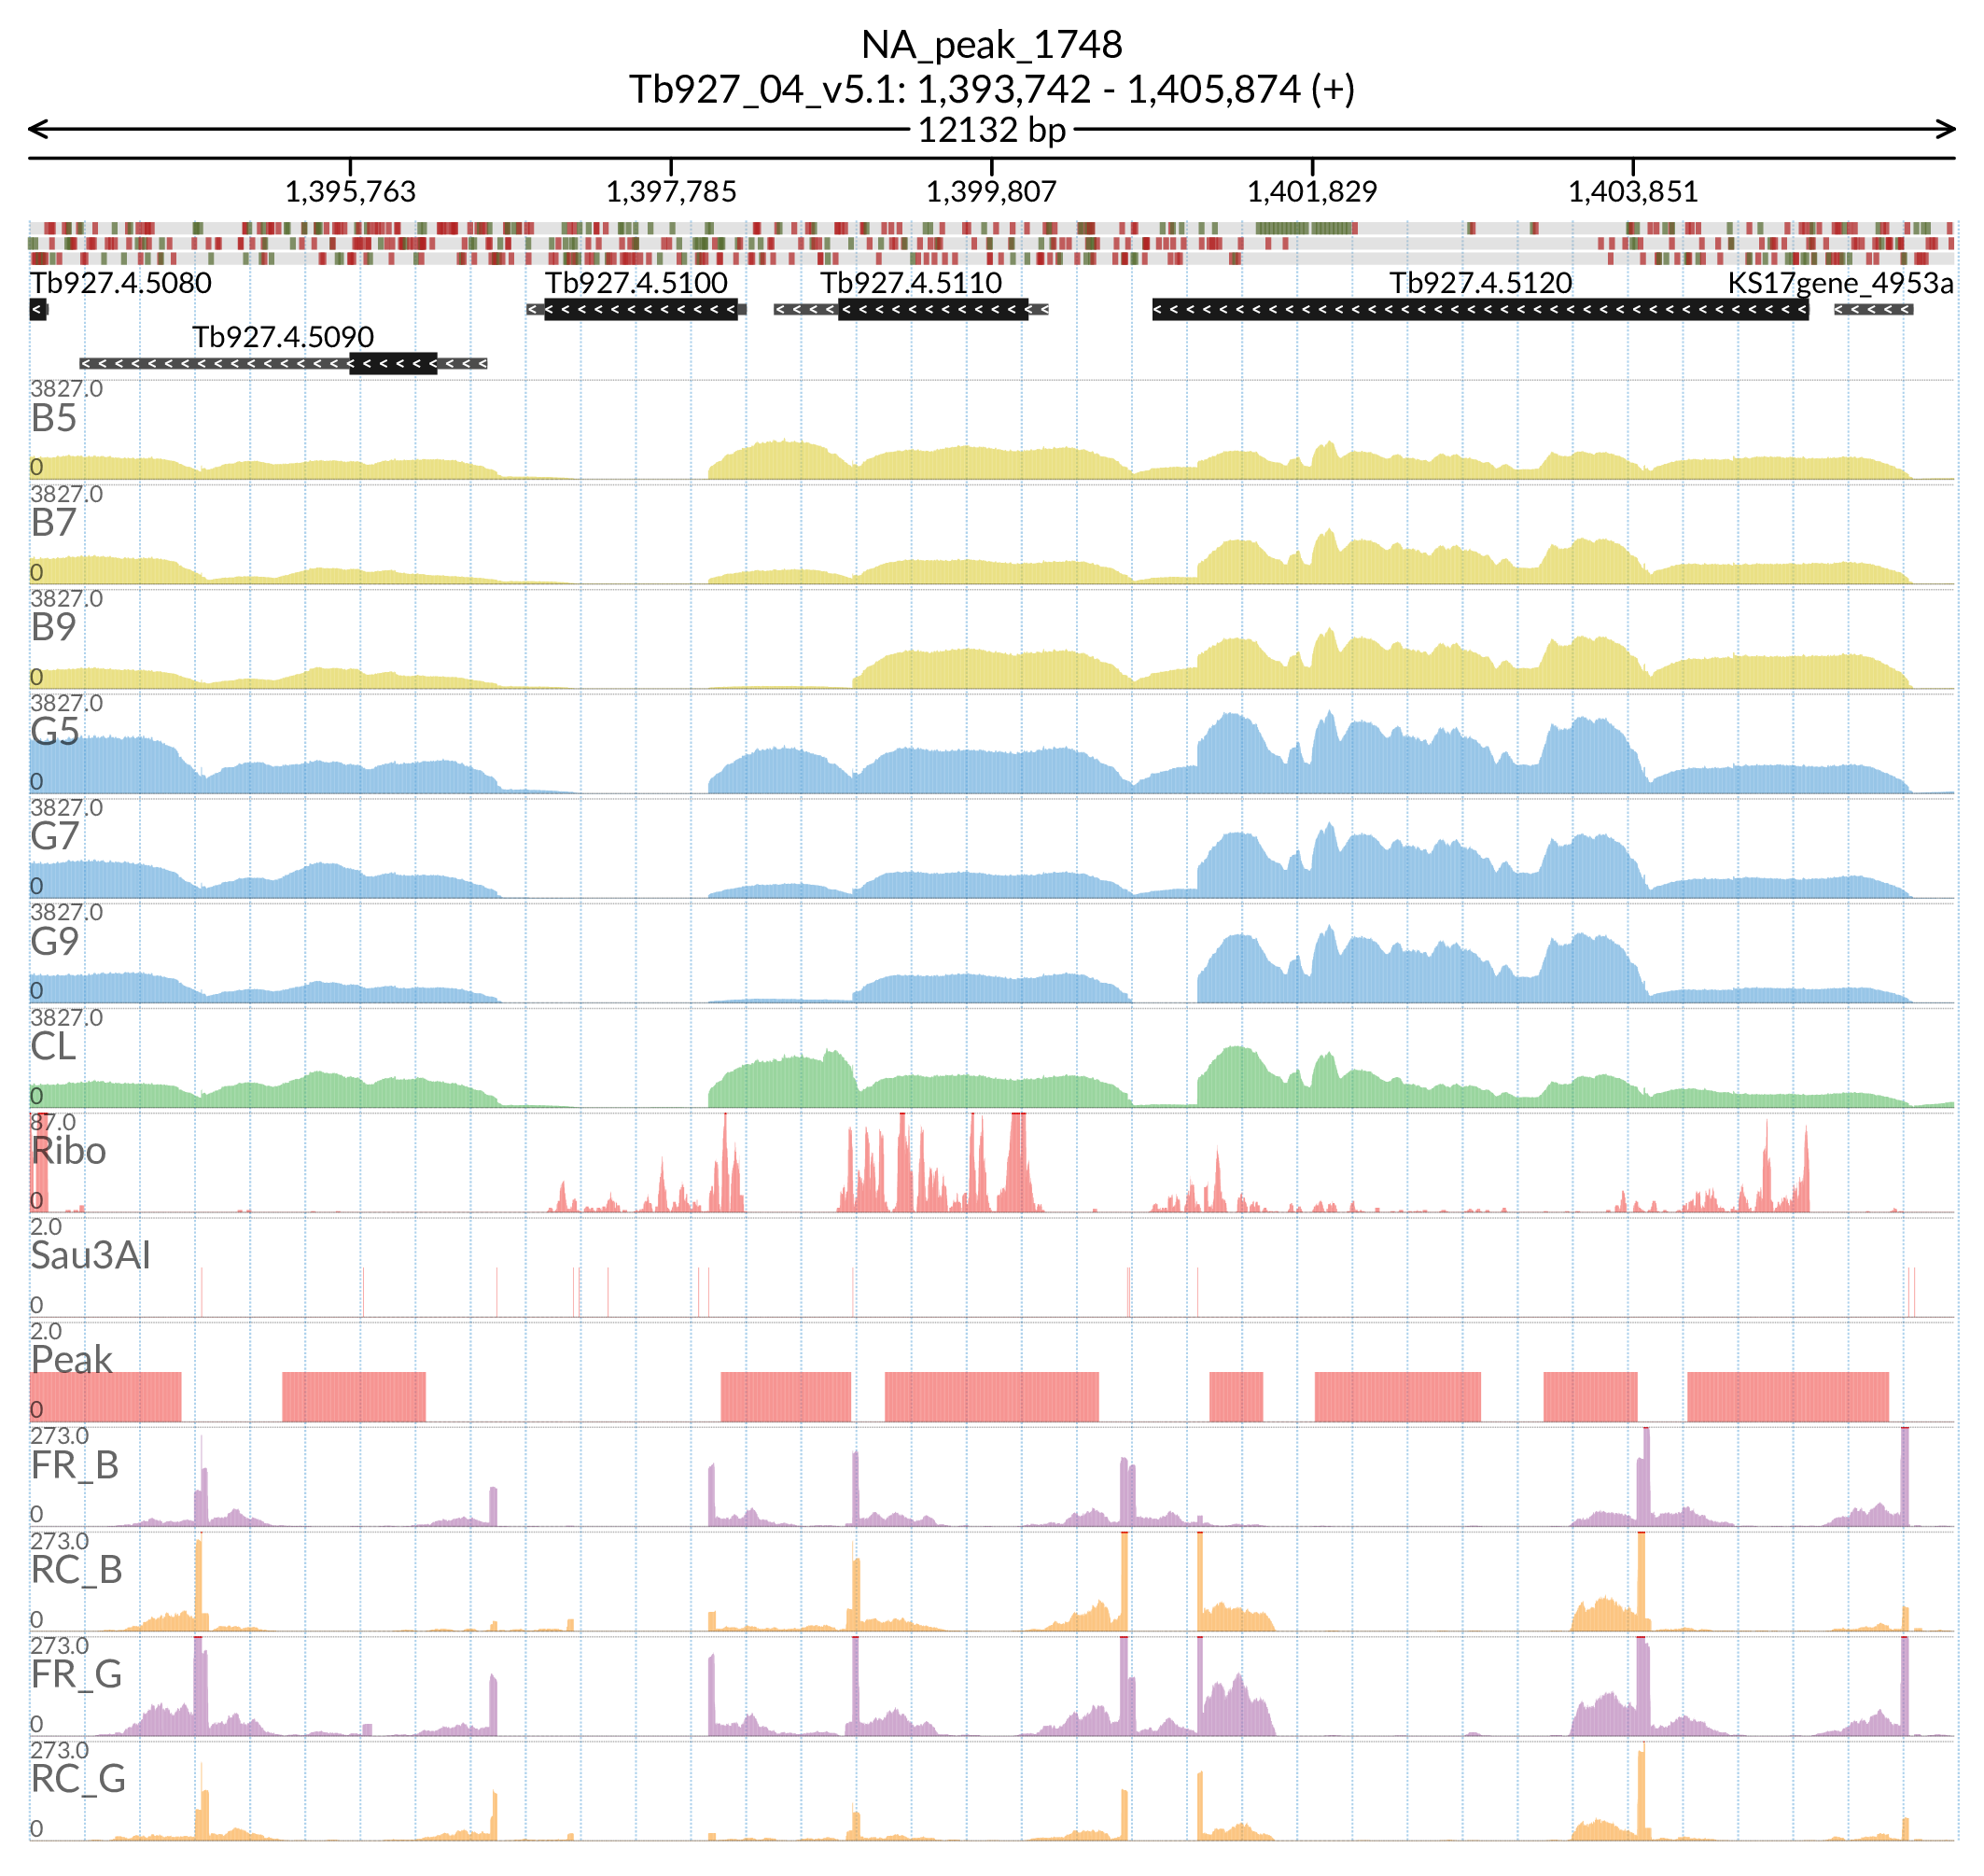 NA_peak_1748
Tb927_04_v5.1: 1,393,742 - 1,405,874 (+)
12132 bp
1,395,763 1,397,785 1,399,807 1,401,829 1,403,851
Tb927.4.5080 Tb927.4.5100 Tb927.4.5110 Tb927.4.5120 KS17gene_4953a
Tb927.4.5090
3827.0
B5
0
3827.0
B7
0
3827.0
B9
0
3827.0
G5
0
3827.0
G7
0
3827.0
G9
0
3827.0
CL
0
87.0
Ribo
0
2.0
Sau3AI
0
2.0
Peak
0
273.0
FR_B
0
273.0
RC_B
0
273.0
FR_G
0
273.0
RC_G
0